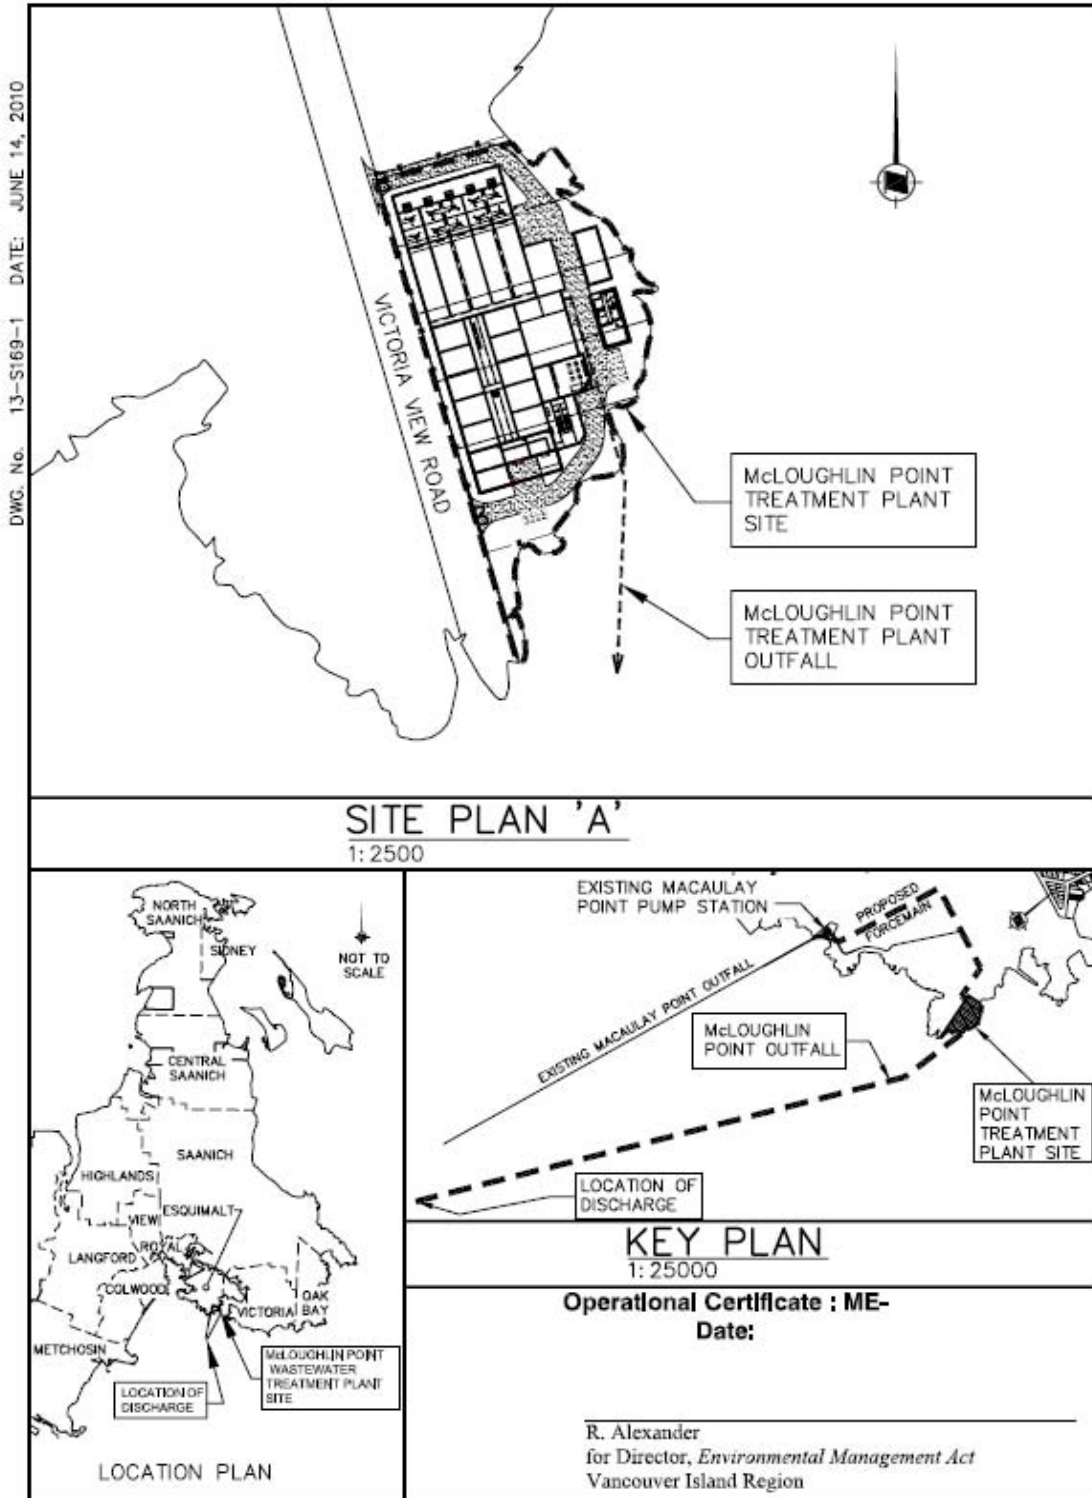 DWG. No. 13-S169-1 DATE: JUNE 14, 2010
VICTORIA VIEW ROAD
McLOUGHLIN POINT
TREATMENT PLANT
SITE
McLOUGHLIN POINT
TREATMENT PLANT
OUTFALL
SITE PLAN 'A'
1:2500
NORTH
SAANICH
SIDNEY
NOT TO
SCALE
CENTRAL
SAANICH
SAANICH
HIGHLANDS
VIEW
ROYAL
ESQUIMALT
LANGFORD
COLWOOD
VICTORIA
OAK
BAY
METCHOSIN
McLOUGHLIN POINT
WASTEWATER
TREATMENT PLANT
SITE
LOCATION OF
DISCHARGE
LOCATION PLAN
EXISTING MACAULAY
POINT PUMP STATION
PROPOSED
FORCEMAIN
EXISTING MACAULAY POINT OUTFALL
McLOUGHLIN
POINT OUTFALL
McLOUGHLIN
POINT
TREATMENT
PLANT SITE
LOCATION OF
DISCHARGE
KEY PLAN
1:25000
Operational Certificate : ME-
Date:
R. Alexander
for Director, Environmental Management Act
Vancouver Island Region